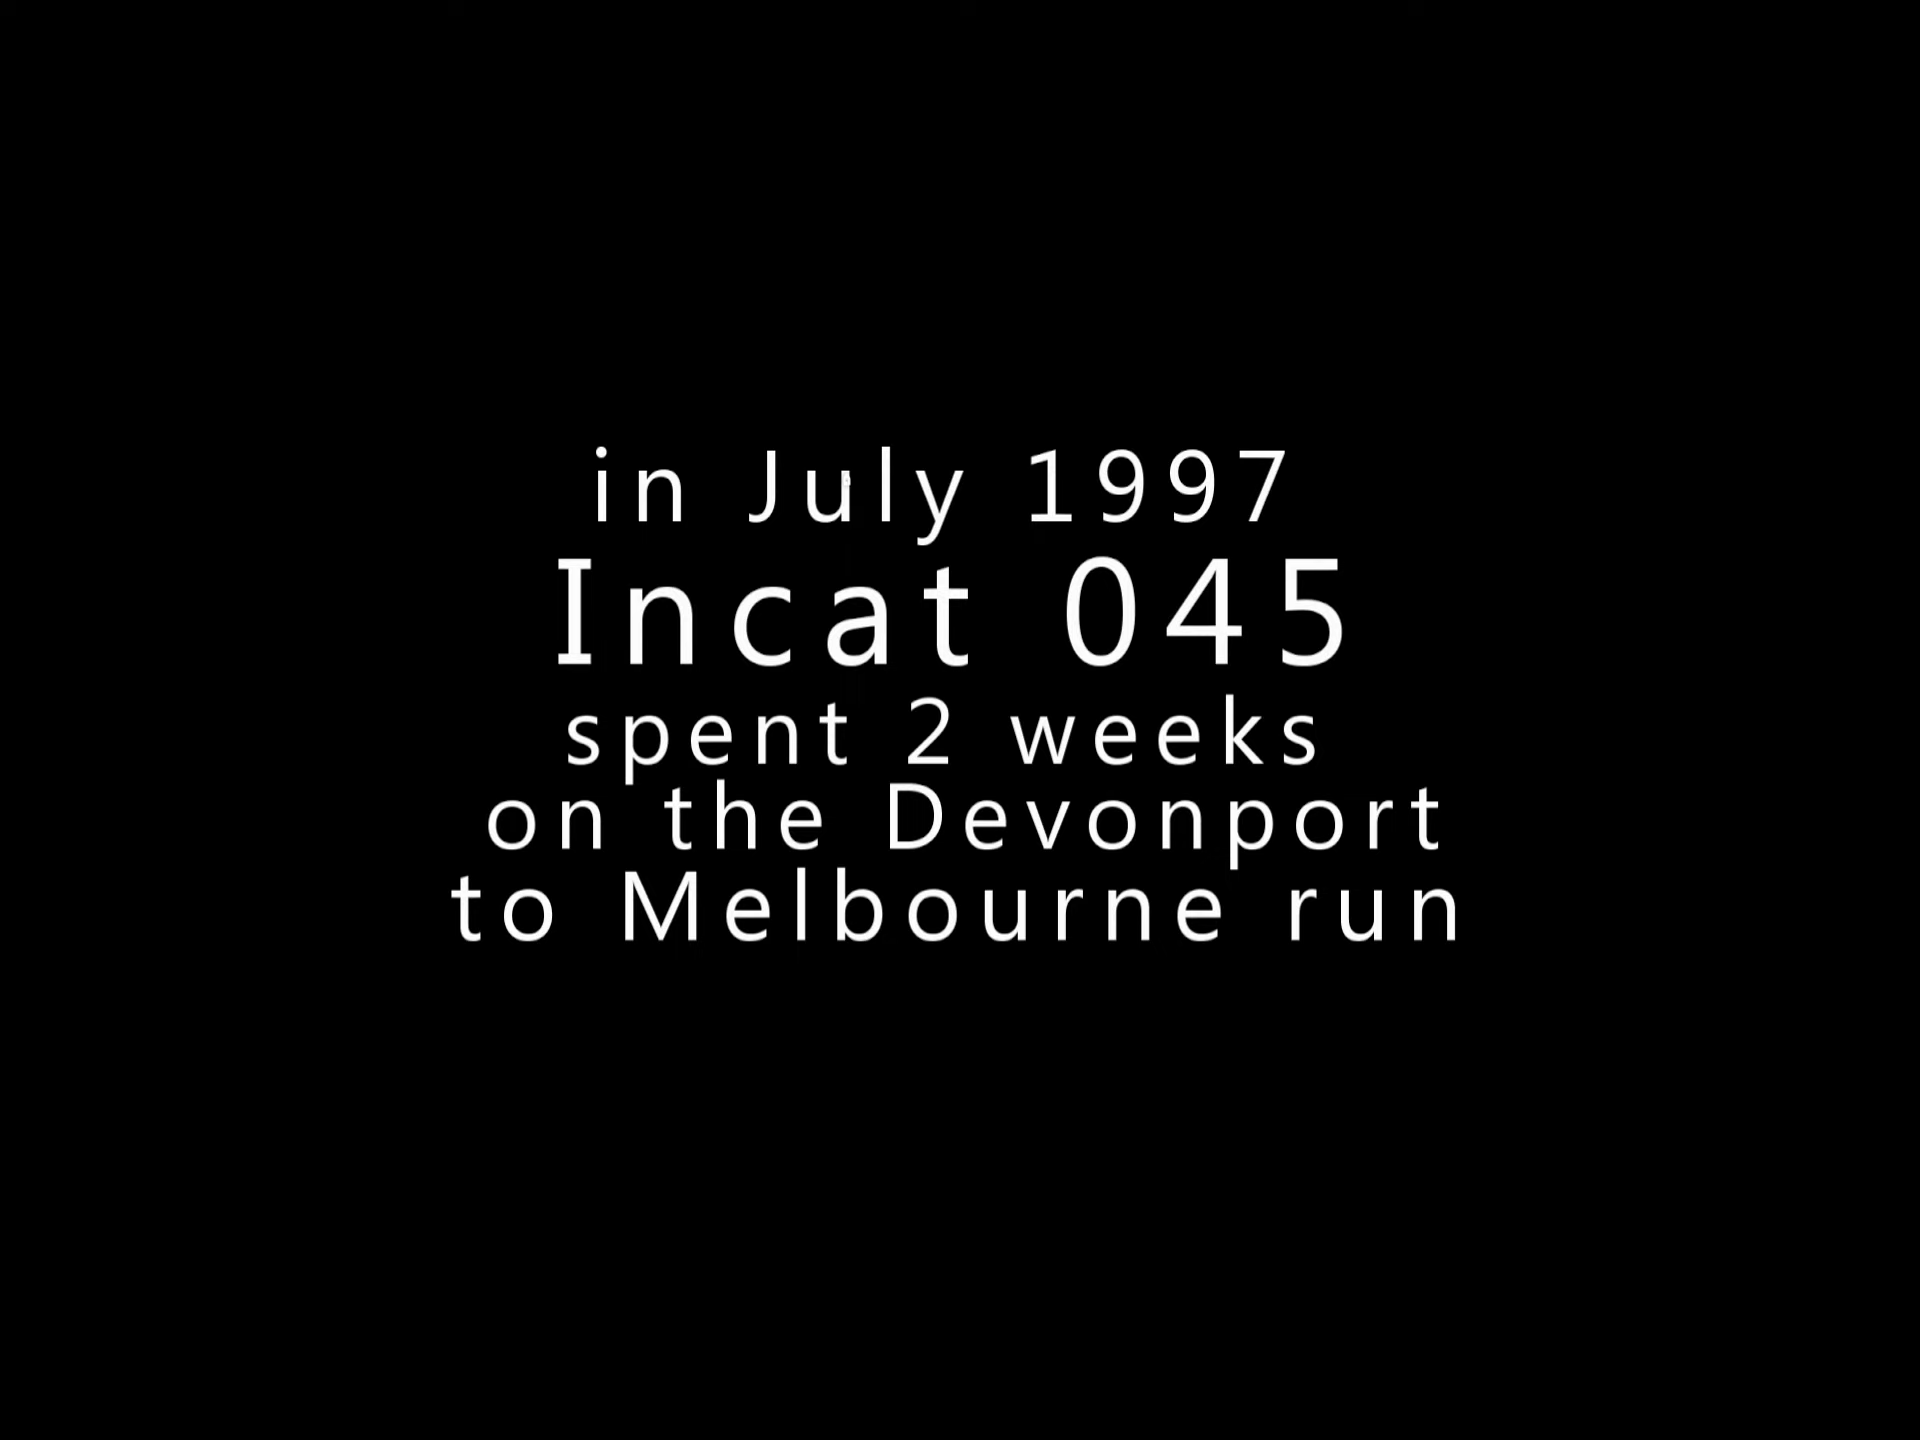 in July 1997
Incat 045
spent 2 weeks
on the Devonport
to Melbourne run